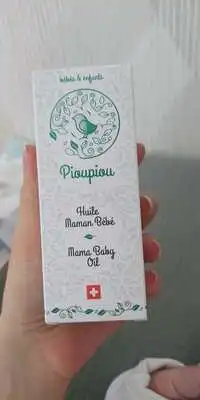 bébés & enfants
Pioupiou
Huile
Maman Bébé
Mama Baby
Oil